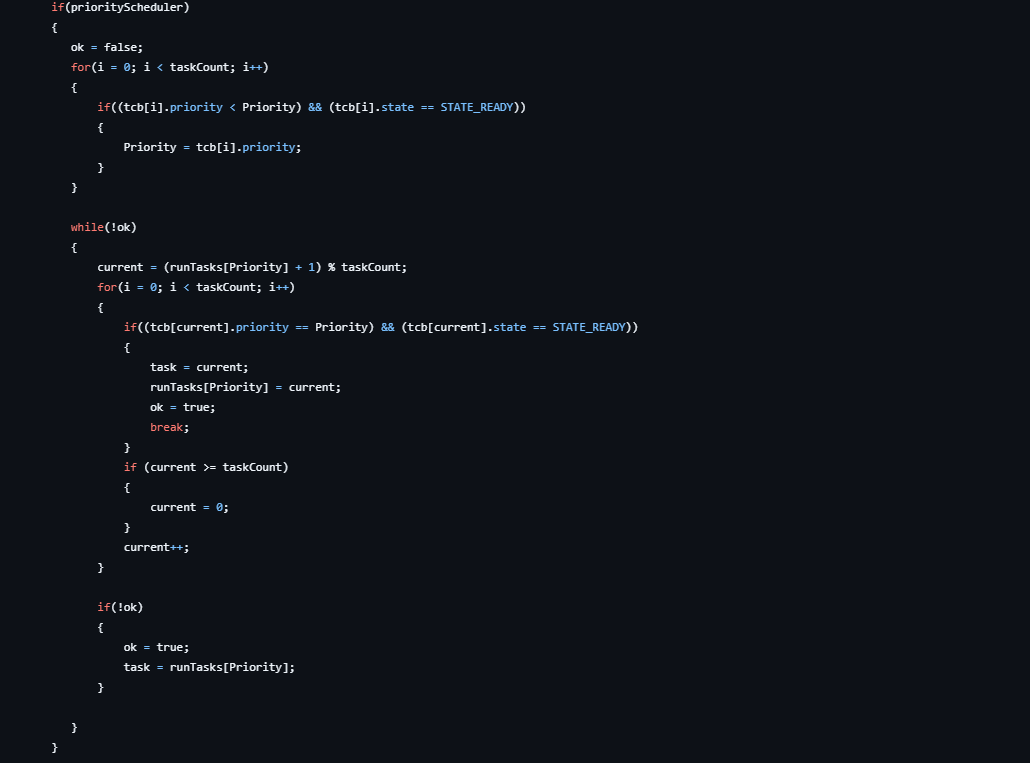 if(priorityScheduler)
{
ok = false;
for(i = 0; i < taskCount; i++)
{
if((tcb[i].priority < Priority) && (tcb[i].state == STATE_READY))
{
Priority = tcb[i].priority;
}
}
while(!ok)
{
current = (runTasks[Priority] + 1) % taskCount;
for(i = 0; i < taskCount; i++)
{
if((tcb[current].priority == Priority) && (tcb[current].state == STATE_READY))
{
task = current;
runTasks[Priority] = current;
ok = true;
break;
}
if (current >= taskCount)
{
current = 0;
}
current++;
}
if(!ok)
{
ok = true;
task = runTasks[Priority];
}
}
}